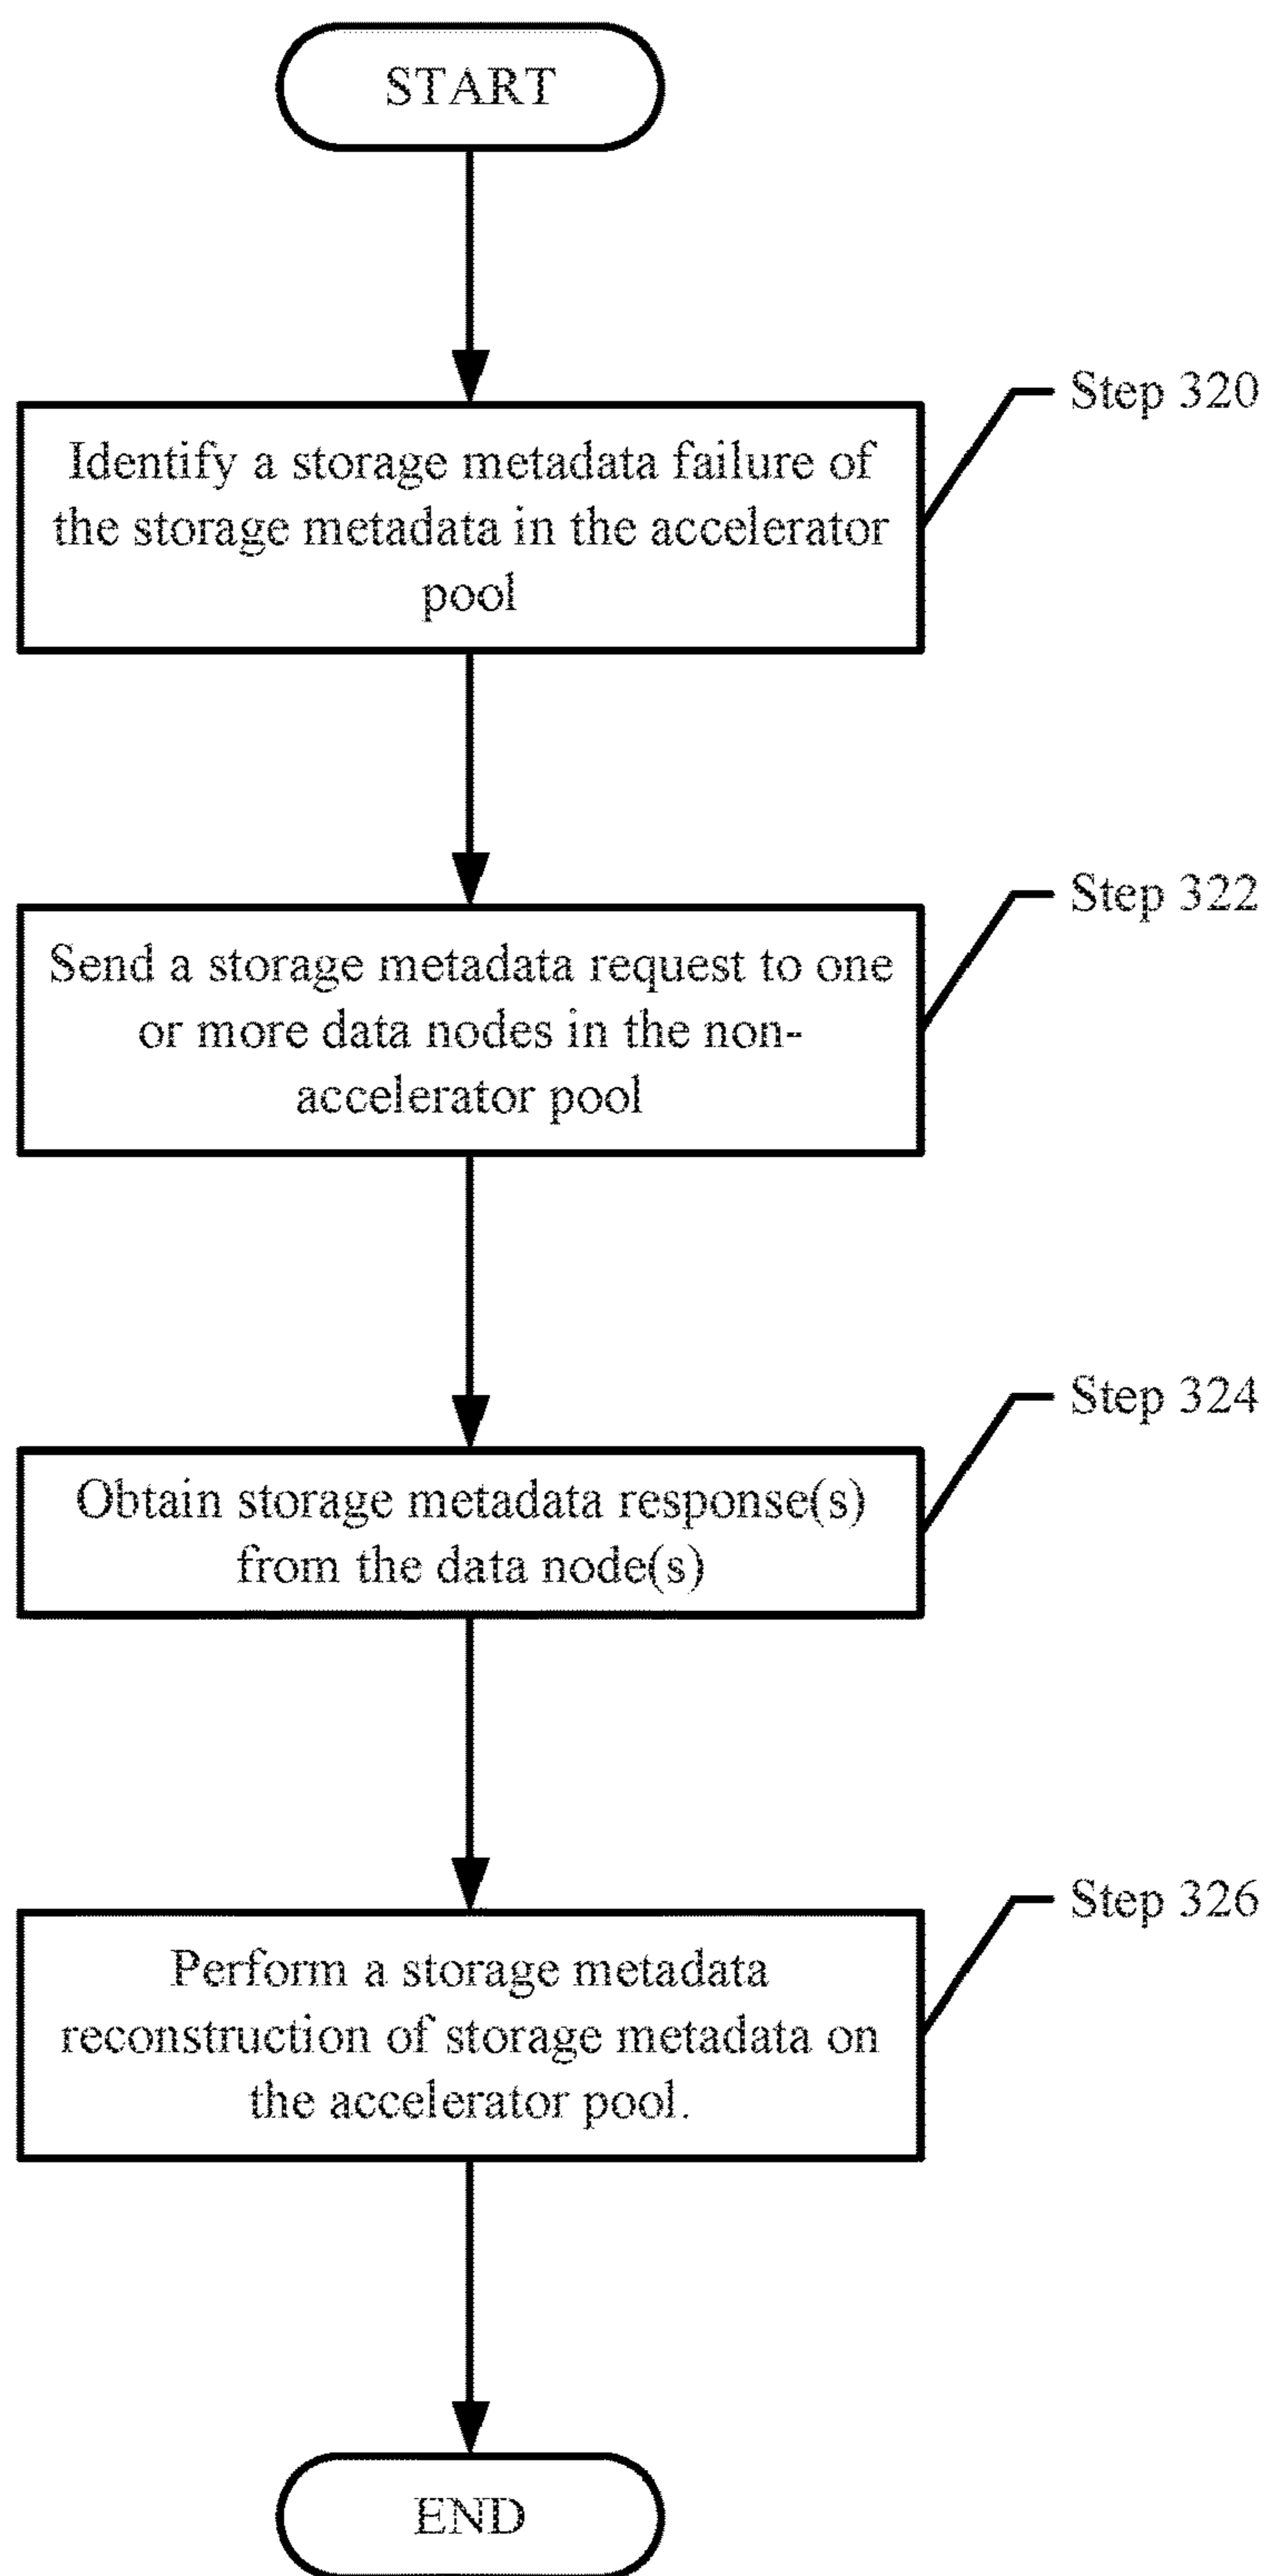 START
Step 320
Identify a storage metadata failure of
the storage metadata in the accelerator
pool
Step 322
Send a storage metadata request to one
or more data nodes in the non-
accelerator pool
Step 324
Obtain storage metadata response(s)
from the data node(s)
Step 326
Perform a storage metadata
reconstruction of storage metadata on
the accelerator pool.
END